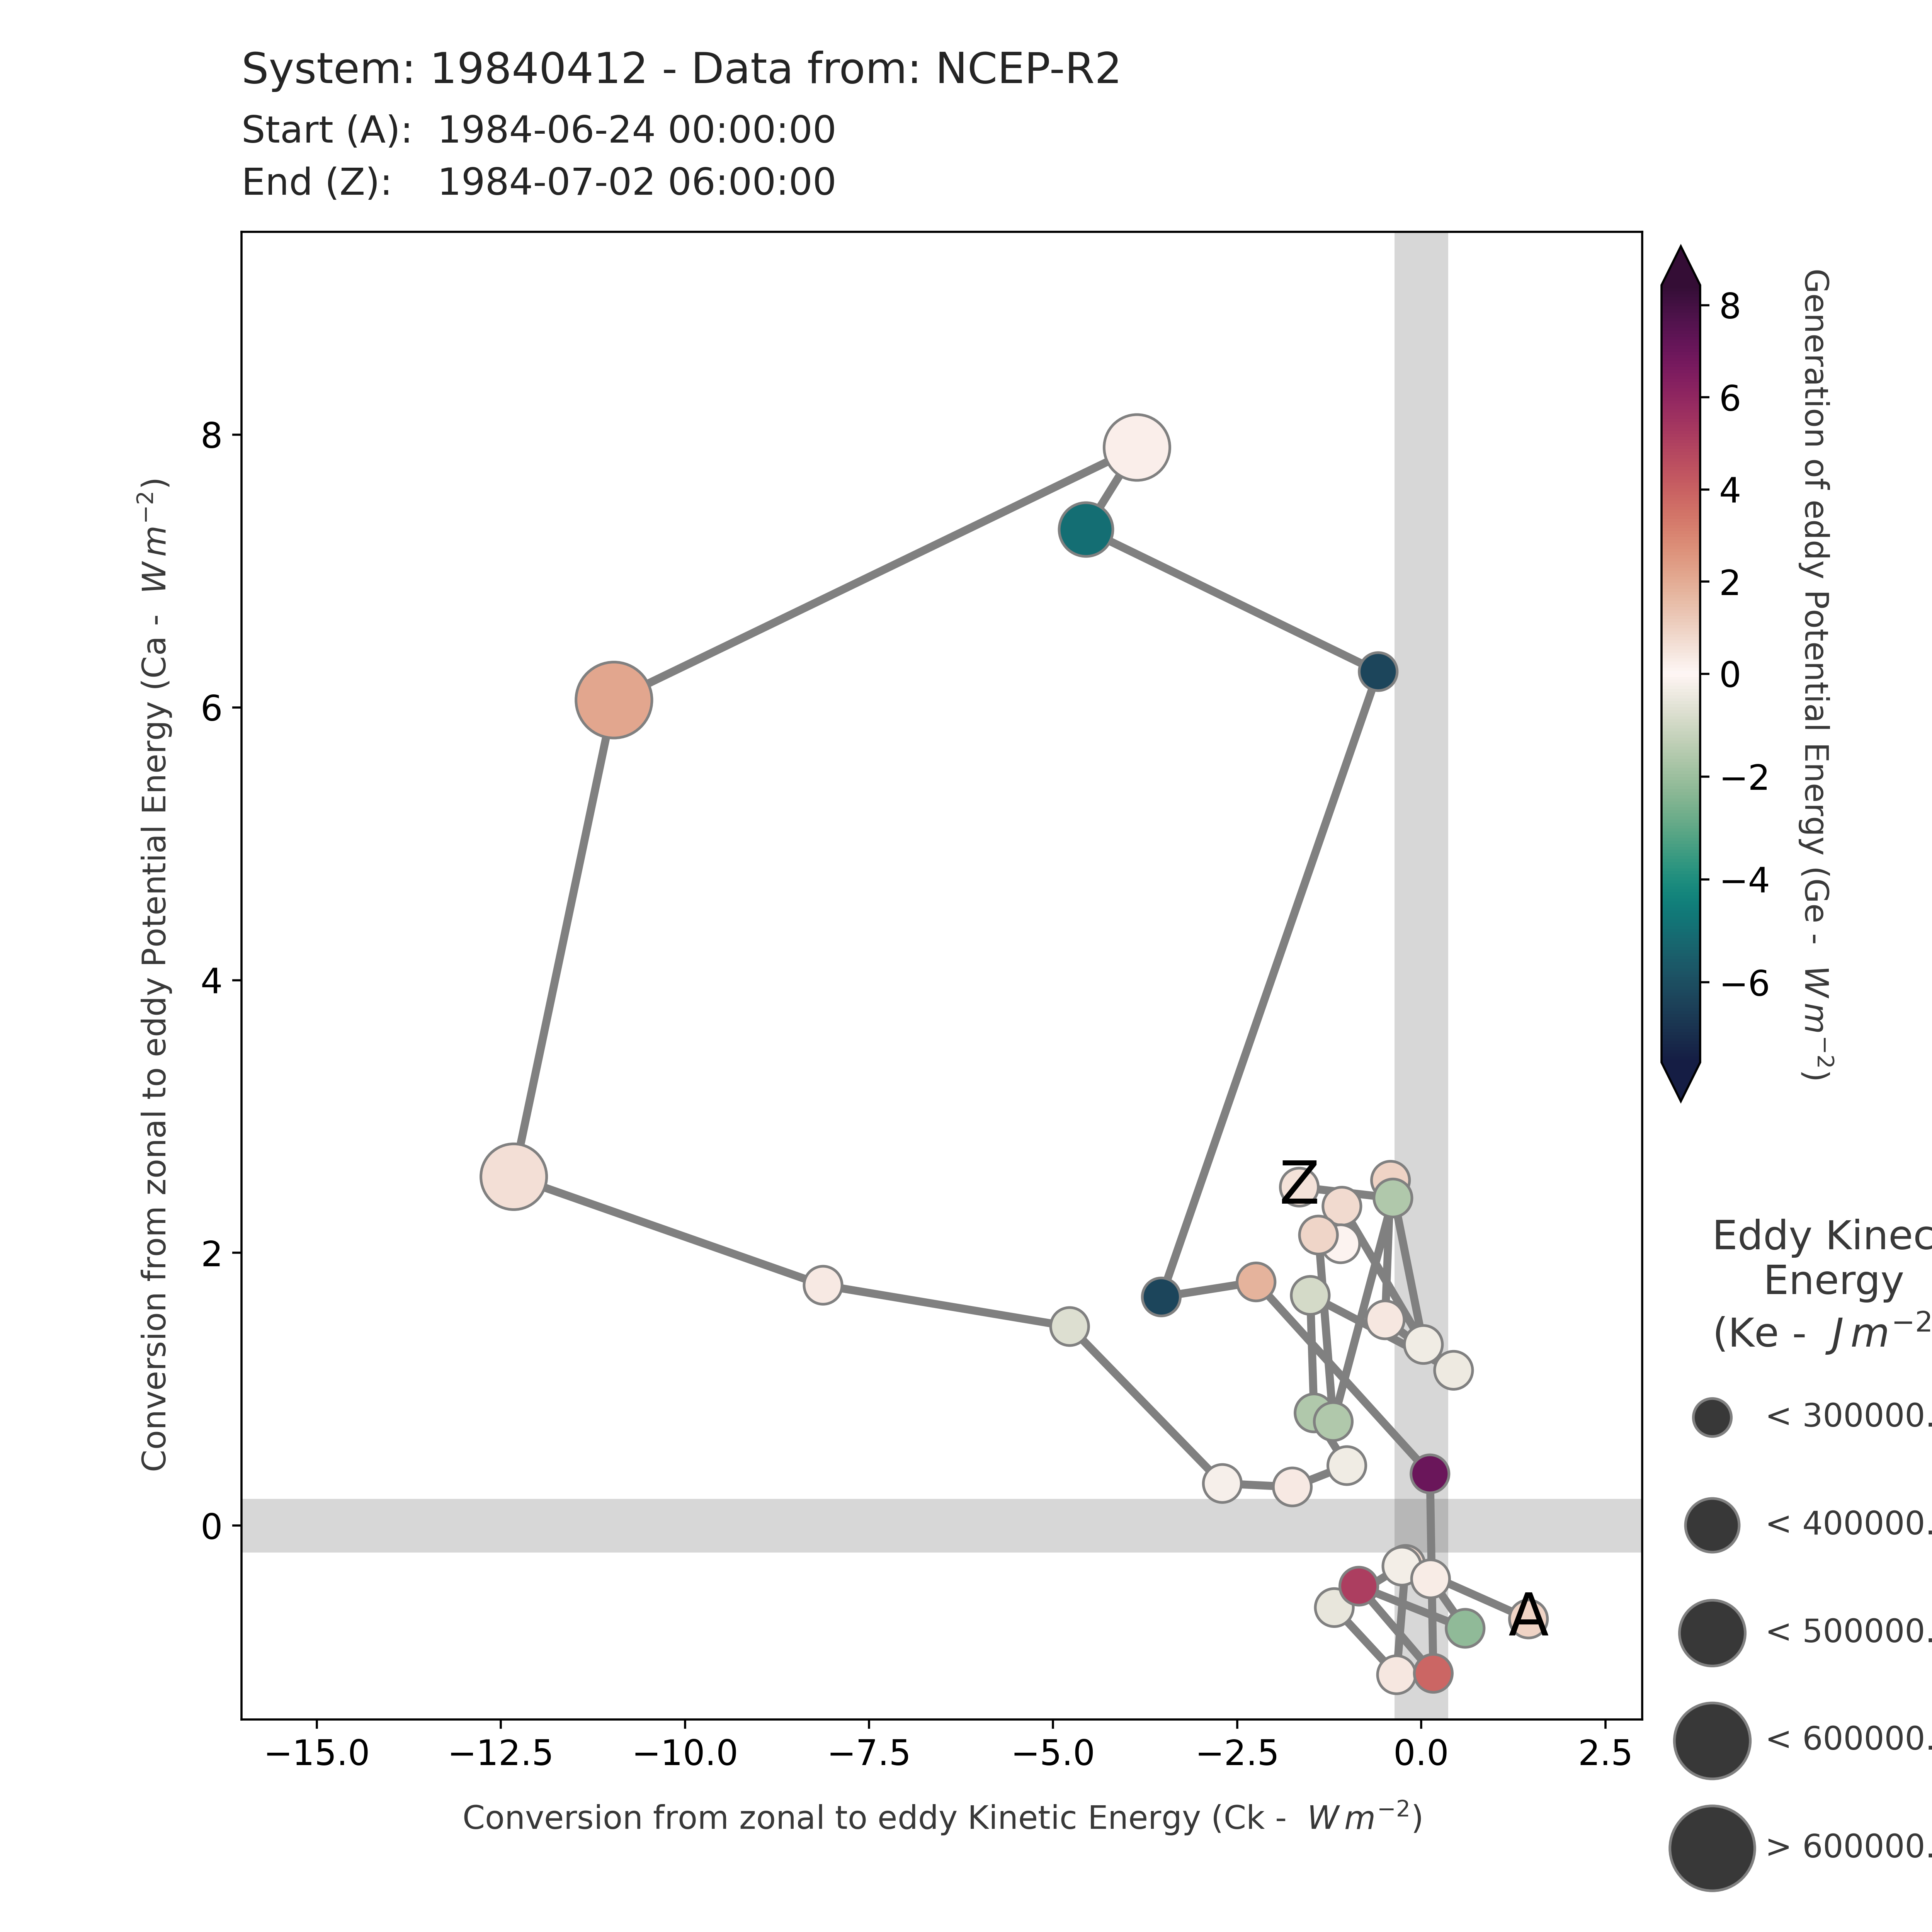 System: 19840412 - Data from: NCEP-R2
Start (A): 1984-06-24 00:00:00
End (Z): 1984-07-02 06:00:00
Conversion from zonal to eddy Potential Energy (Ca - W m⁻²)
8
6
4
2
0
Z
A
−15.0 −12.5 −10.0 −7.5 −5.0 −2.5 0.0 2.5
Conversion from zonal to eddy Kinetic Energy (Ck - W m⁻²)
8
6
4
2
0
−2
−4
−6
Generation of eddy Potential Energy (Ge - W m⁻²)
Eddy Kinec
Energy
(Ke - J m⁻²
< 300000.
< 400000.
< 500000.
< 600000.
> 600000.